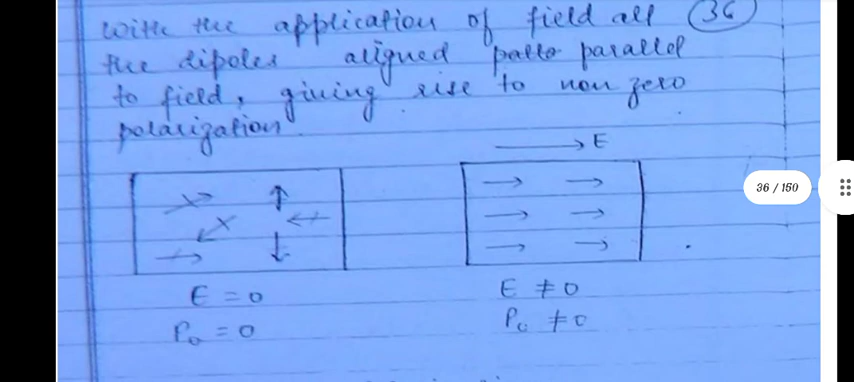 with the application of field all 36
the dipoles aligned parallel
to field, giving rise to non zero
polarization.
E
36 / 150
E = 0
E ≠ 0
P₀ = 0
P₀ ≠ 0